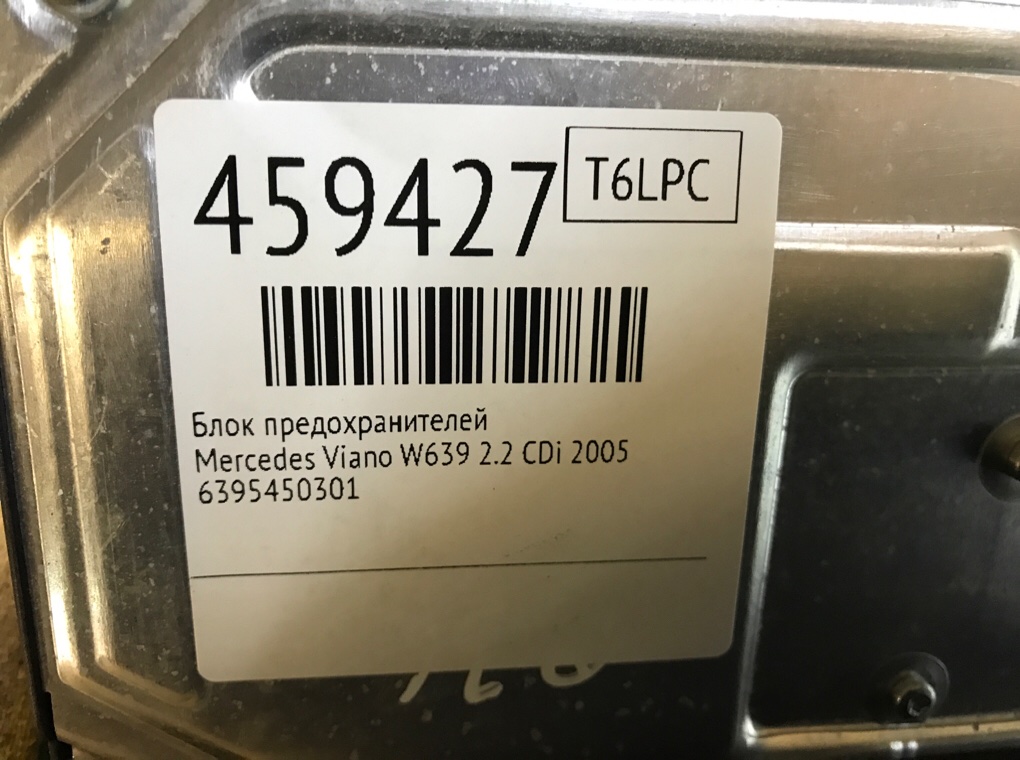 459427
T6LPC
Блок предохранителей
Mercedes Viano W639 2.2 CDi 2005
6395450301